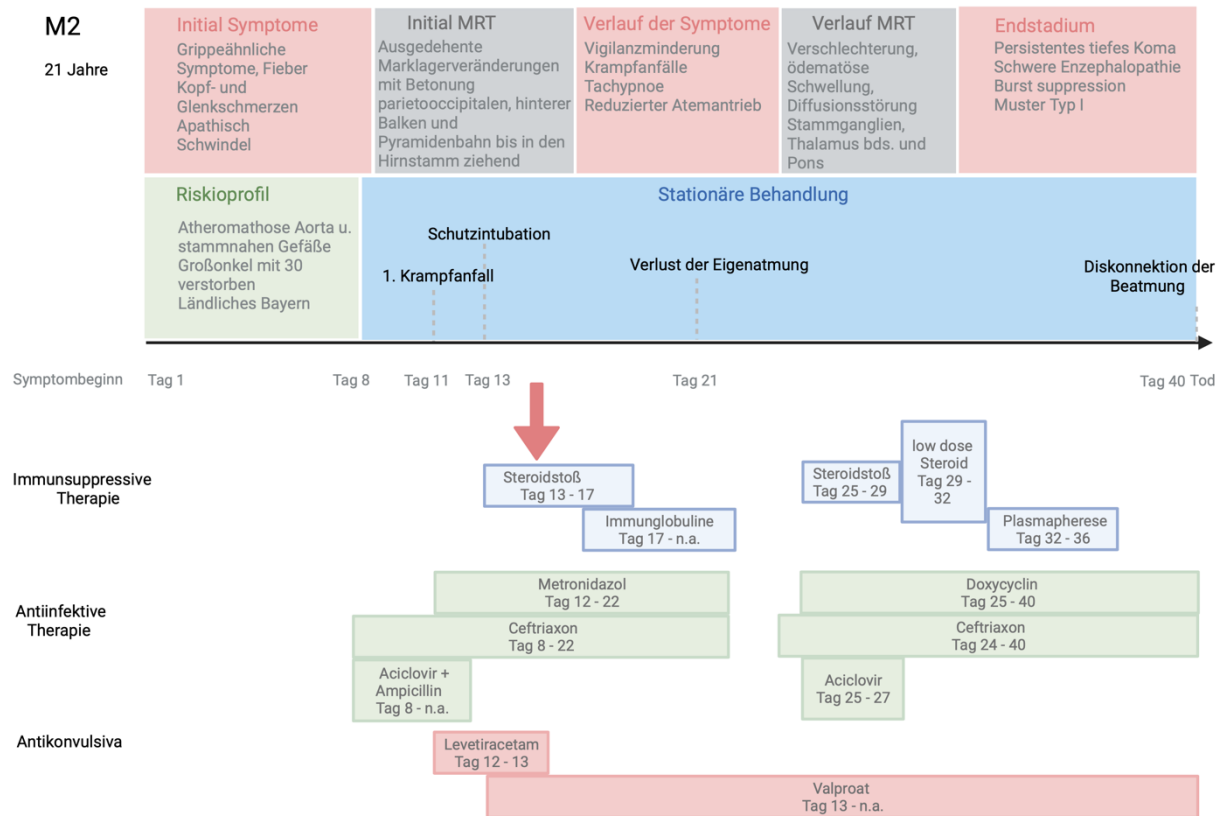 M2
21 Jahre
Initial Symptome
Grippeähnliche
Symptome, Fieber
Kopf- und
Glenkschmerzen
Apathisch
Schwindel
Initial MRT
Ausgedehente
Marklagerveränderungen
mit Betonung
parietooccipitalen, hinterer
Balken und
Pyramidenbahn bis in den
Hirnstamm ziehend
Verlauf der Symptome
Vigilanzminderung
Krampfanfälle
Tachypnoe
Reduzierter Atemantrieb
Verlauf MRT
Verschlechterung,
ödematöse
Schwellung,
Diffusionsstörung
Stammganglien,
Thalamus bds. und
Pons
Endstadium
Persistentes tiefes Koma
Schwere Enzephalopathie
Burst suppression
Muster Typ I
Riskioprofil
Atheromathose Aorta u.
stammnahen Gefäße
Großonkel mit 30
verstorben
Ländliches Bayern
Stationäre Behandlung
Schutzintubation
1. Krampfanfall
Verlust der Eigenatmung
Diskonnektion der
Beatmung
Symptombeginn
Tag 1
Tag 8
Tag 11
Tag 13
Tag 21
Tag 40
Tod
Immunsuppressive
Therapie
Steroidstoß
Tag 13 - 17
Immunglobuline
Tag 17 - n.a.
Steroidstoß
Tag 25 - 29
low dose
Steroid
Tag 29 -
32
Plasmapherese
Tag 32 - 36
Antiinfektive
Therapie
Metronidazol
Tag 12 - 22
Ceftriaxon
Tag 8 - 22
Aciclovir +
Ampicillin
Tag 8 - n.a.
Doxycyclin
Tag 25 - 40
Ceftriaxon
Tag 24 - 40
Aciclovir
Tag 25 - 27
Antikonvulsiva
Levetiracetam
Tag 12 - 13
Valproat
Tag 13 - n.a.